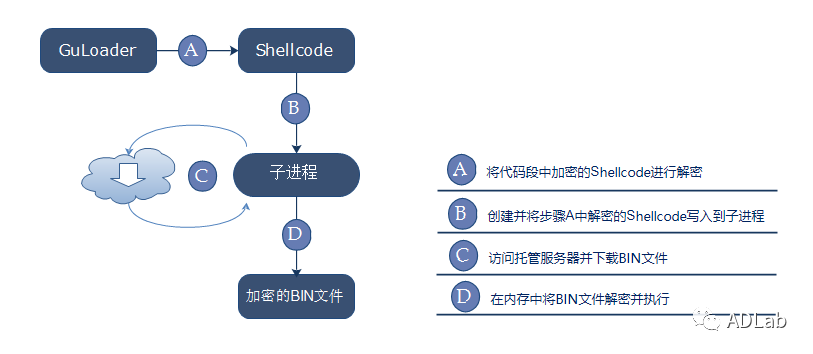 GuLoader
A
Shellcode
B
C
子进程
D
加密的BIN文件
A 将代码段中加密的Shellcode进行解密
B 创建并将步骤A中解密的Shellcode写入到子进程
C 访问托管服务器并下载BIN文件
D 在内存中将BIN文件解密并执行
ADLab